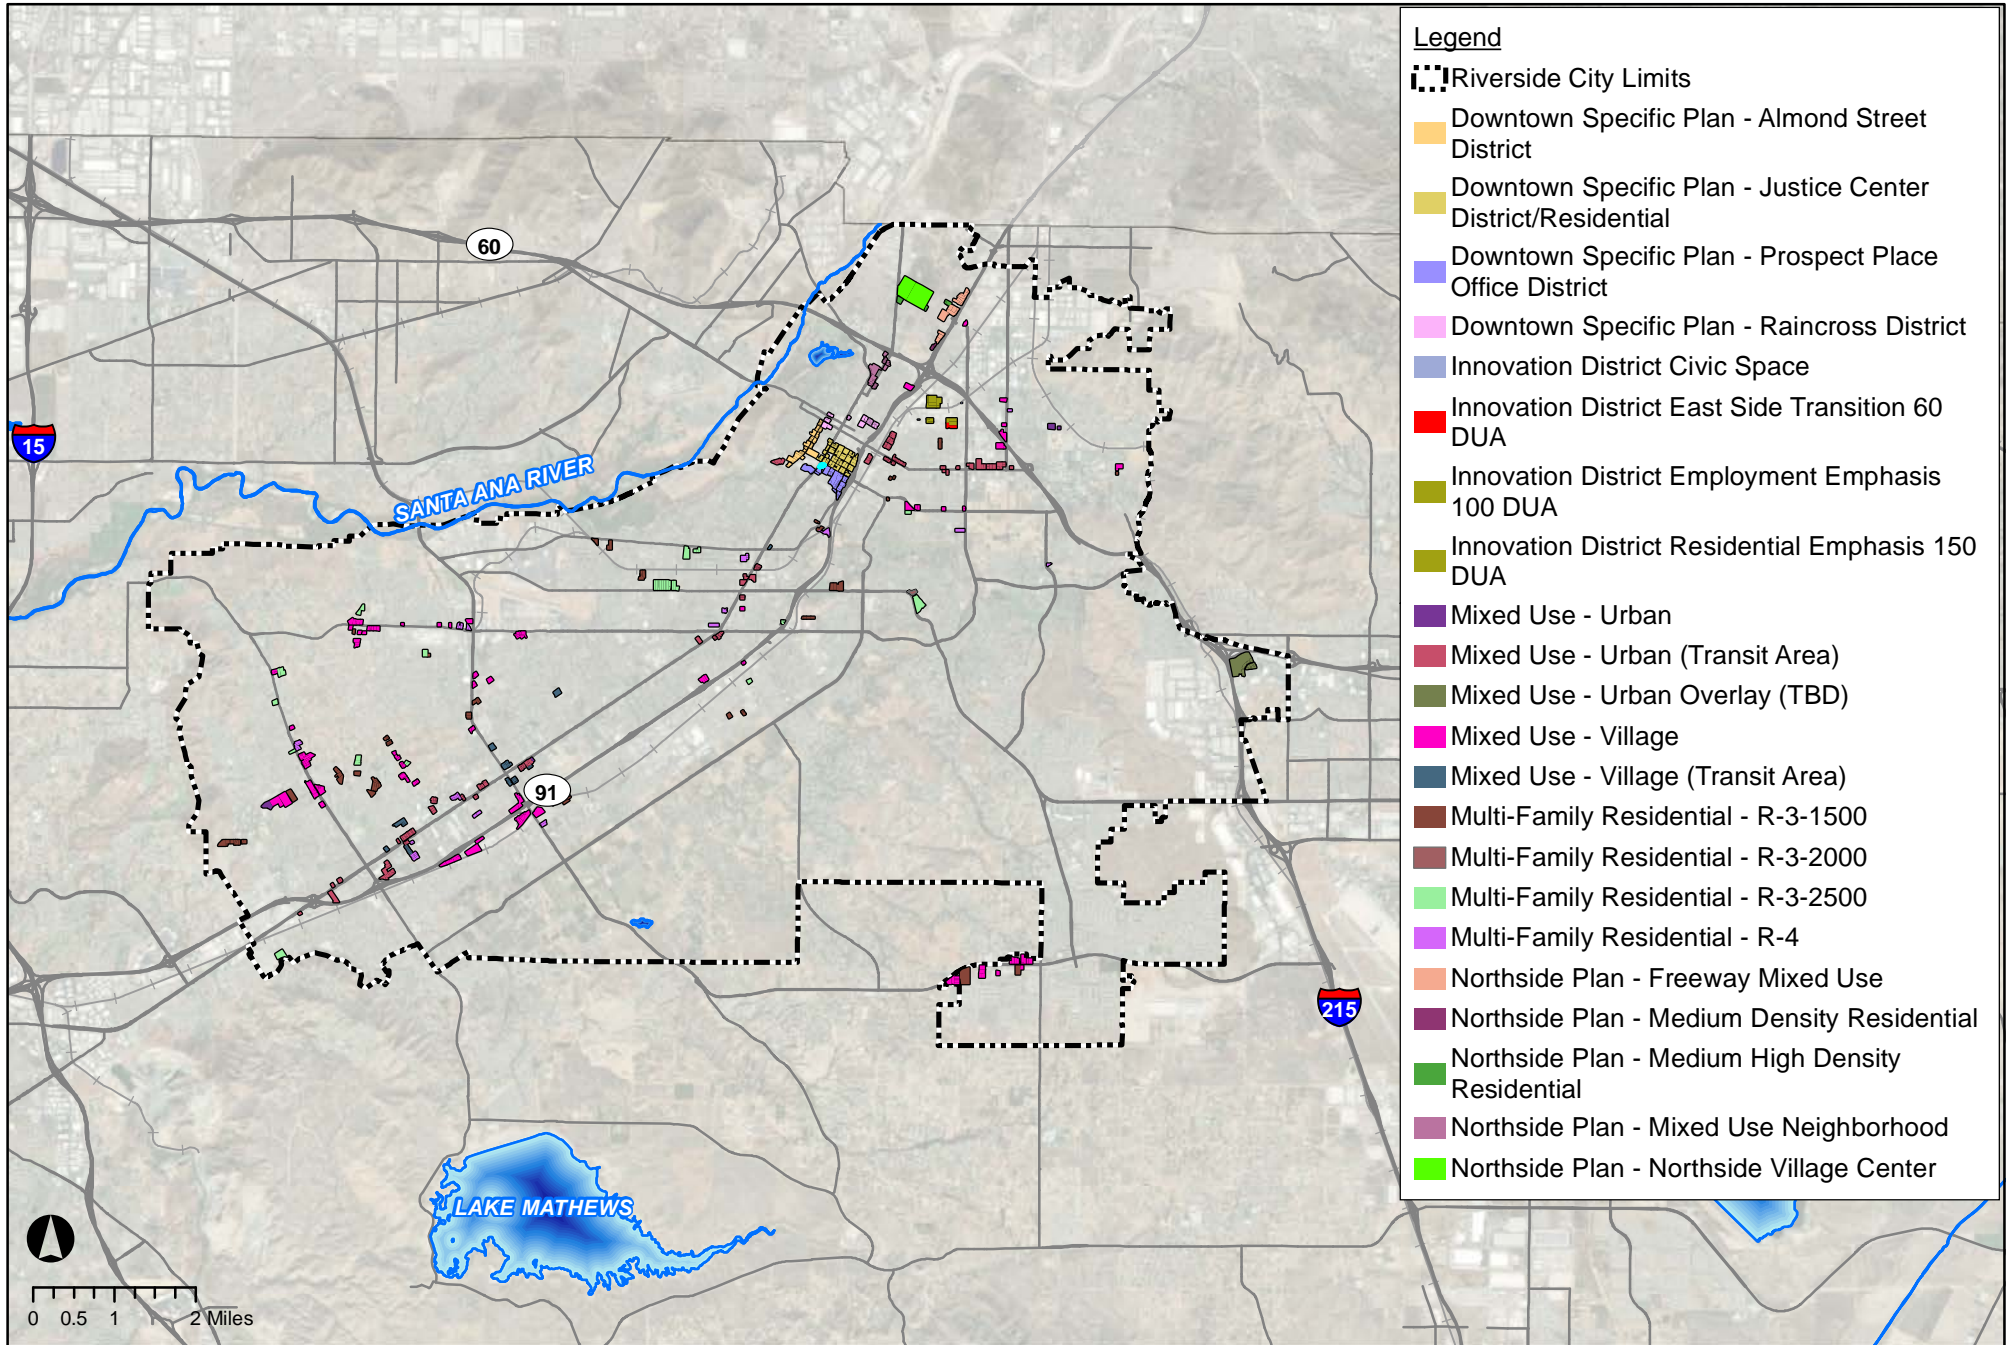 Legend
Riverside City Limits
Downtown Specific Plan - Almond Street
District
Downtown Specific Plan - Justice Center
District/Residential
Downtown Specific Plan - Prospect Place
Office District
Downtown Specific Plan - Raincross District
Innovation District Civic Space
Innovation District East Side Transition 60
DUA
Innovation District Employment Emphasis
100 DUA
Innovation District Residential Emphasis 150
DUA
Mixed Use - Urban
Mixed Use - Urban (Transit Area)
Mixed Use - Urban Overlay (TBD)
Mixed Use - Village
Mixed Use - Village (Transit Area)
Multi-Family Residential - R-3-1500
Multi-Family Residential - R-3-2000
Multi-Family Residential - R-3-2500
Multi-Family Residential - R-4
Northside Plan - Freeway Mixed Use
Northside Plan - Medium Density Residential
Northside Plan - Medium High Density
Residential
Northside Plan - Mixed Use Neighborhood
Northside Plan - Northside Village Center
60
15
SANTA ANA RIVER
91
215
LAKE MATHEWS
0 0.5 1 2 Miles